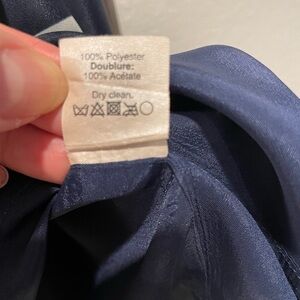 100% Polyester
Doublure:
100% Acétate
Dry clean.